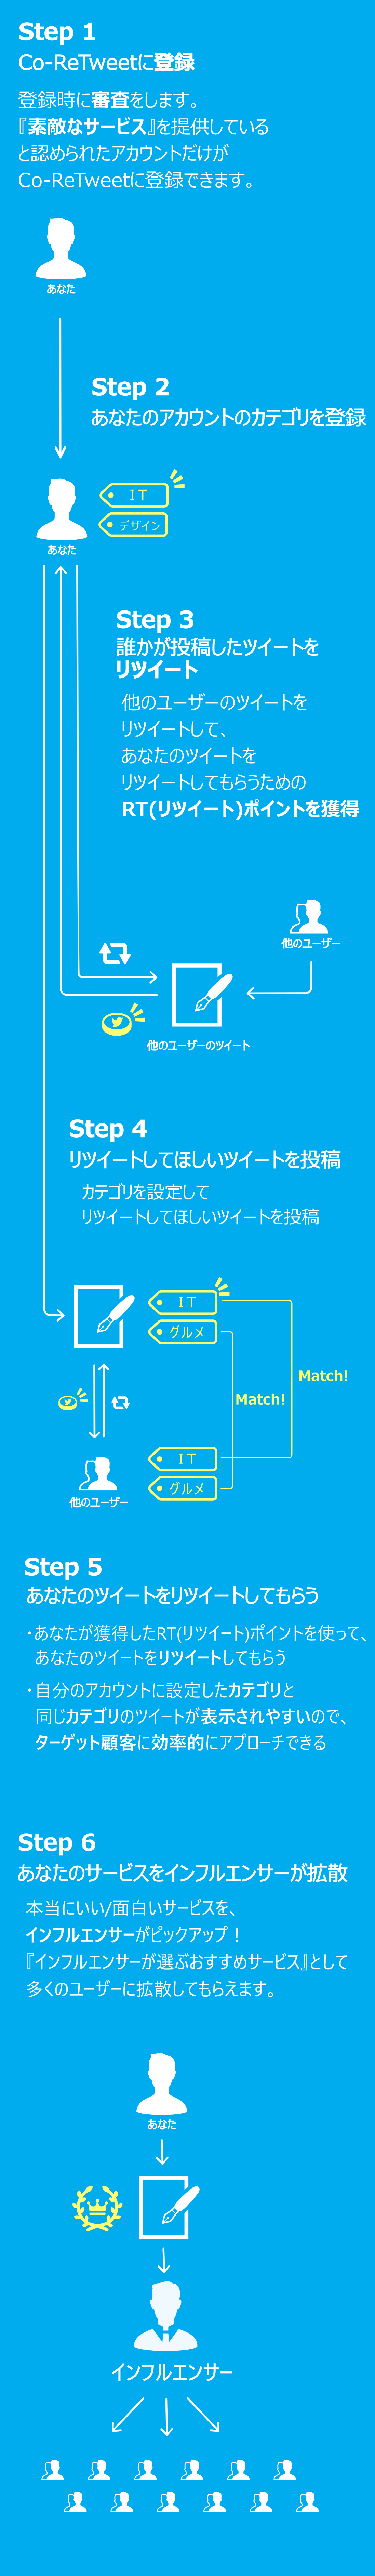 Step 1
Co-ReTweetに登録
登録時に審査をします。
『素敵なサービス』を提供している
と認められたアカウントだけが
Co-ReTweetに登録できます。
あなた
Step 2
あなたのアカウントのカテゴリを登録
IT
デザイン
あなた
Step 3
誰かが投稿したツイートを
リツイート
他のユーザーのツイートを
リツイートして、
あなたのツイートを
リツイートしてもらうための
RT(リツイート)ポイントを獲得
他のユーザー
他のユーザーのツイート
Step 4
リツイートしてほしいツイートを投稿
カテゴリを設定して
リツイートしてほしいツイートを投稿
IT
グルメ
Match!
Match!
IT
グルメ
他のユーザー
Step 5
あなたのツイートをリツイートしてもらう
・あなたが獲得したRT(リツイート)ポイントを使って、
あなたのツイートをリツイートしてもらう
・自分のアカウントに設定したカテゴリと
同じカテゴリのツイートが表示されやすいので、
ターゲット顧客に効率的にアプローチできる
Step 6
あなたのサービスをインフルエンサーが拡散
本当にいい/面白いサービスを、
インフルエンサーがピックアップ！
『インフルエンサーが選ぶおすすめサービス』として
多くのユーザーに拡散してもらえます。
あなた
インフルエンサー